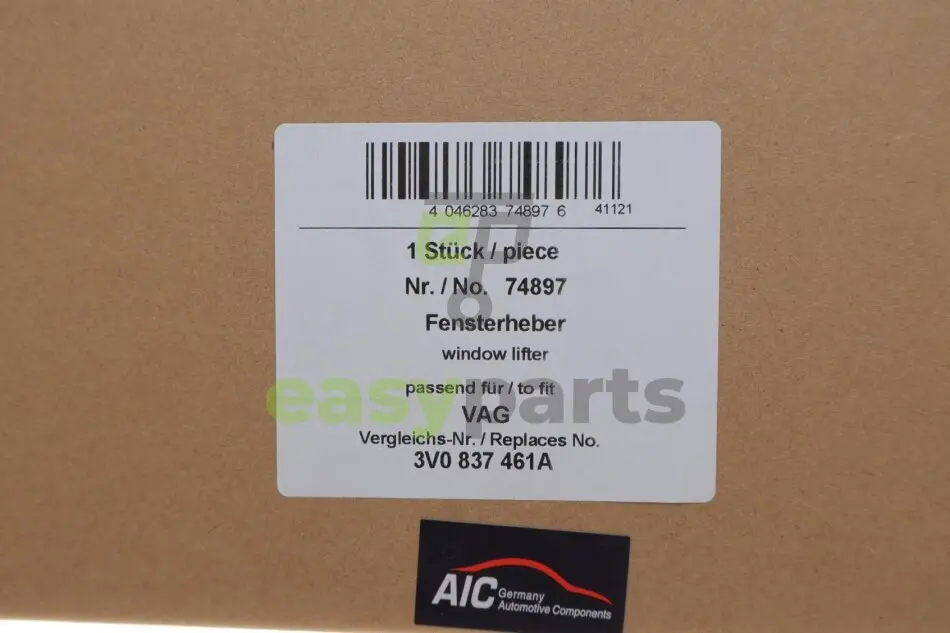 4 046283 74897 6 41121
1 Stück / piece
Nr. / No. 74897
Fensterheber
window lifter
passend für / to fit
easyparts
VAG
Vergleichs-Nr. / Replaces No.
3V0 837 461A
AIC Germany
Automotive Components